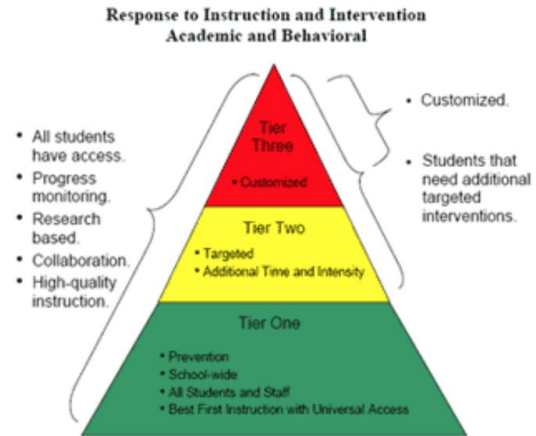 Response to Instruction and Intervention
Academic and Behavioral
• All students
have access.
• Progress
monitoring.
• Research
based.
• Collaboration.
• High-quality
instruction.
Tier
Three
• Customized
Tier Two
• Targeted
• Additional Time and Intensity
Tier One
• Prevention
• School-wide
• All Students and Staff
• Best First Instruction with Universal Access
• Customized.
• Students that
need additional
targeted
interventions.